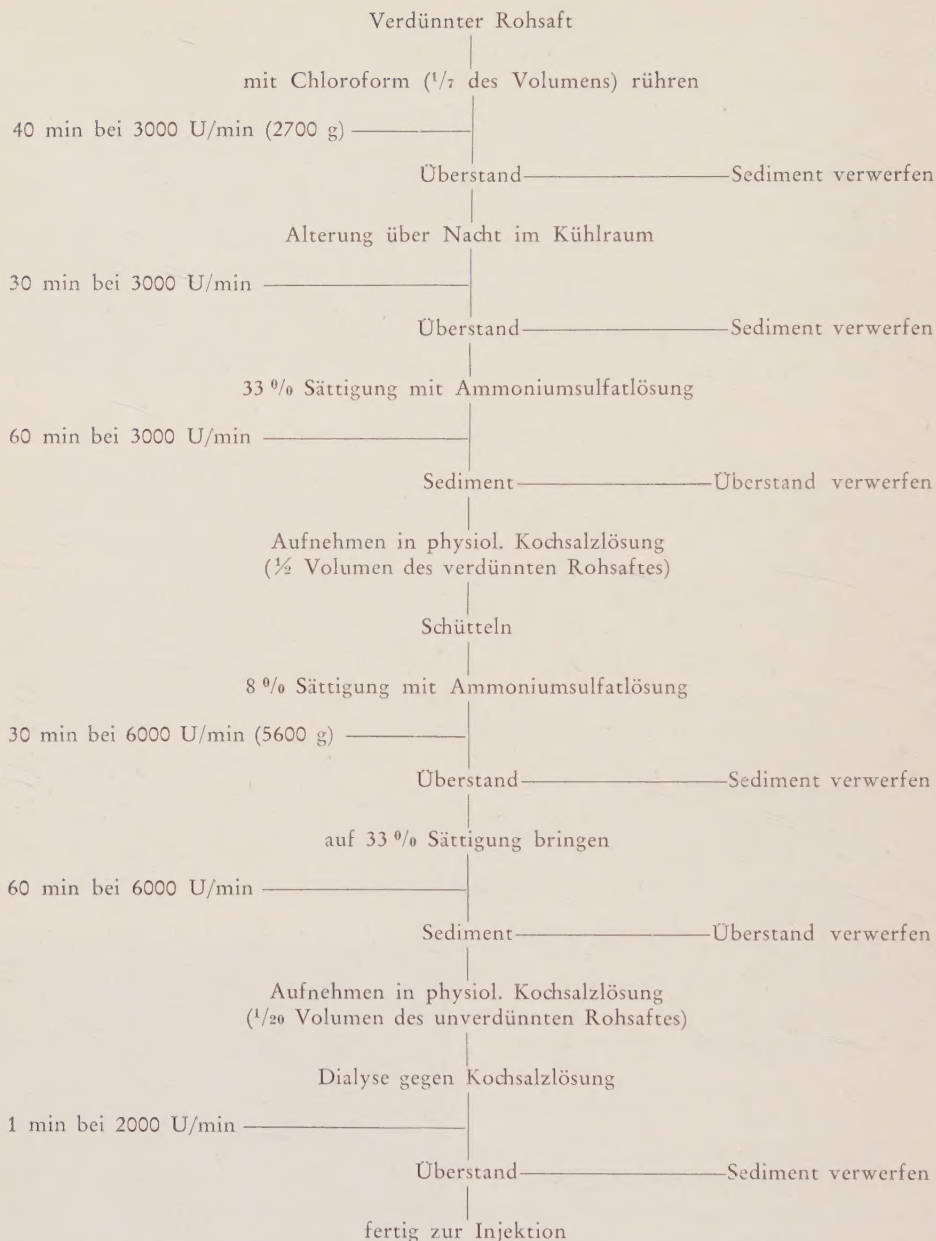 Verdünnter Rohsaft
mit Chloroform (1/7 des Volumens) rühren
40 min bei 3000 U/min (2700 g)
Überstand Sediment verwerfen
Alterung über Nacht im Kühlraum
30 min bei 3000 U/min
Überstand Sediment verwerfen
33 % Sättigung mit Ammoniumsulfatlösung
60 min bei 3000 U/min
Sediment Überstand verwerfen
Aufnehmen in physiol. Kochsalzlösung
(½ Volumen des verdünnten Rohsaftes)
Schütteln
8 % Sättigung mit Ammoniumsulfatlösung
30 min bei 6000 U/min (5600 g)
Überstand Sediment verwerfen
auf 33 % Sättigung bringen
60 min bei 6000 U/min
Sediment Überstand verwerfen
Aufnehmen in physiol. Kochsalzlösung
(1/20 Volumen des unverdünnten Rohsaftes)
Dialyse gegen Kochsalzlösung
1 min bei 2000 U/min
Überstand Sediment verwerfen
fertig zur Injektion